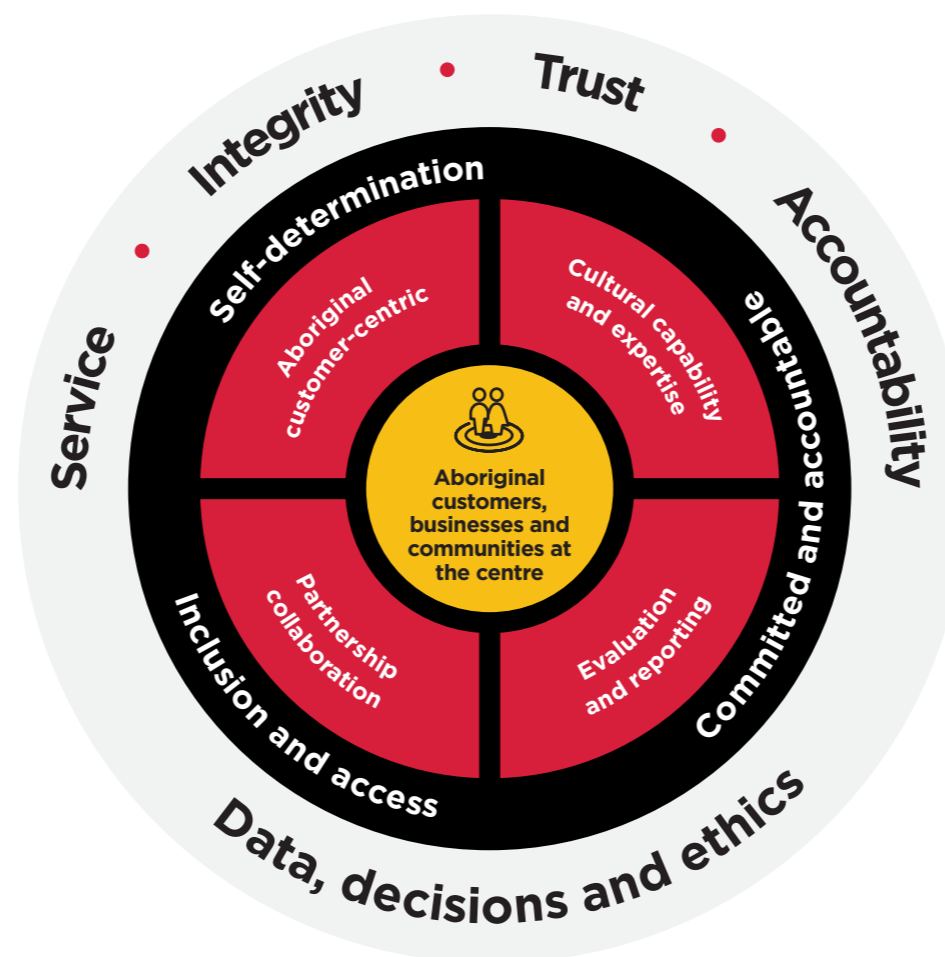 Service
Integrity
Trust
Accountability
Data, decisions and ethics
Self-determination
Committed and accountable
Inclusion and access
Aboriginal
customer-centric
Cultural capability
and expertise
Partnership
collaboration
Evaluation
and reporting
Aboriginal
customers,
businesses and
communities at
the centre